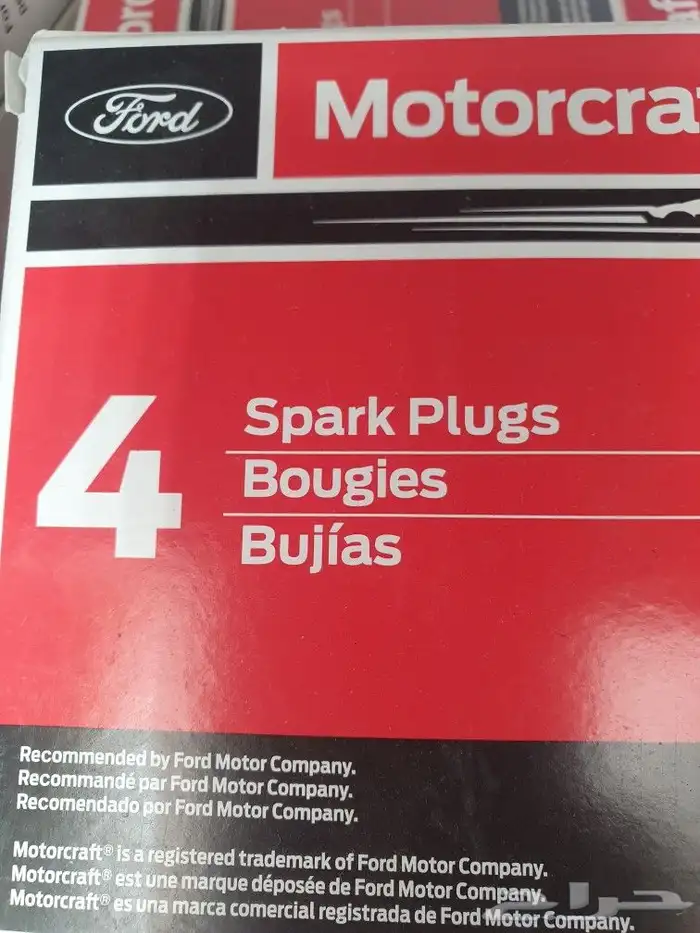 Ford
Motorcra
4
Spark Plugs
Bougies
Bujías
Recommended by Ford Motor Company.
Recommandé par Ford Motor Company.
Recomendado por Ford Motor Company.
Motorcraft® is a registered trademark of Ford Motor Company.
Motorcraft® est une marque déposée de Ford Motor Company.
Motorcraft® es una marca comercial registrada de Ford Motor Company.
حراج